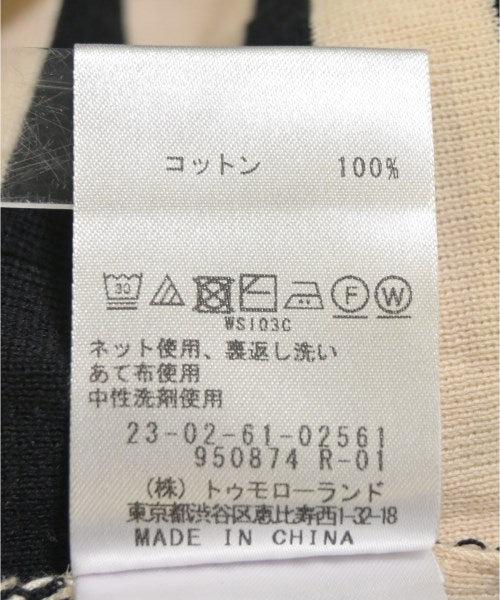 コットン 100%
30 F W
WS103C
ネット使用、裏返し洗い
あて布使用
中性洗剤使用
23-02-61-02561
950874 R-01
(株)トゥモローランド
東京都渋谷区恵比寿西1-32-18
MADE IN CHINA